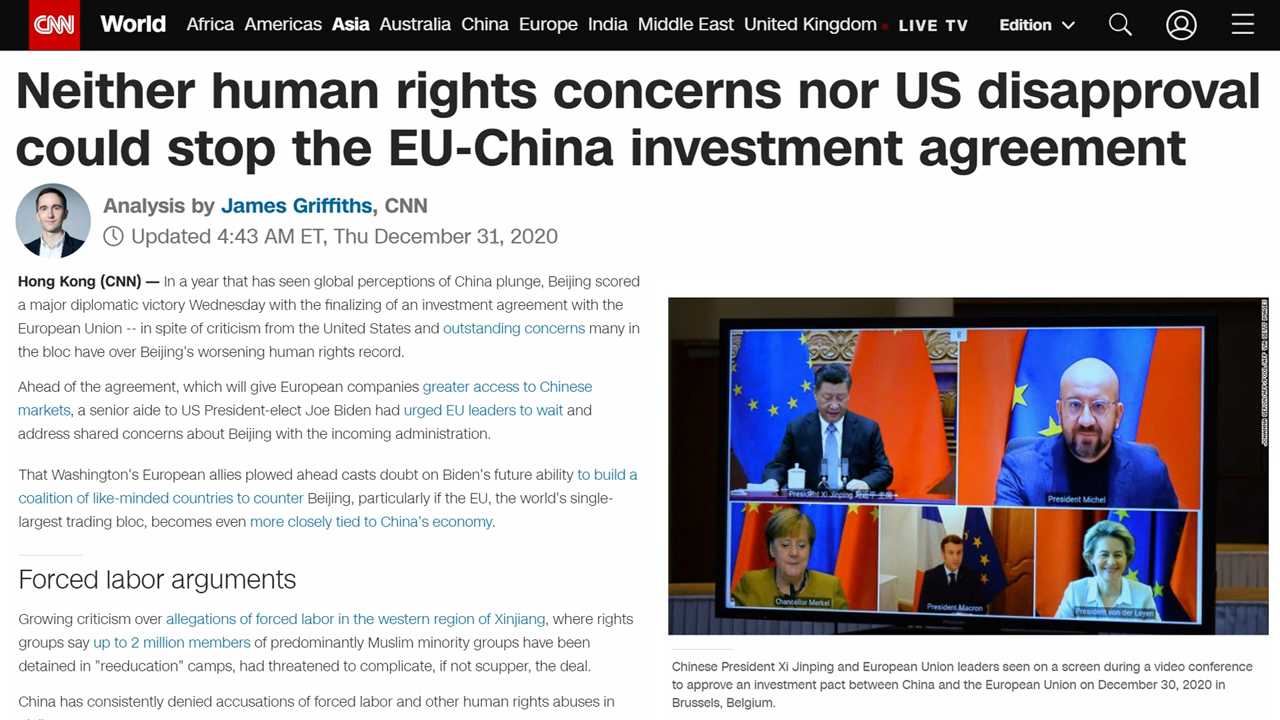 CNN World Africa Americas Asia Australia China Europe India Middle East United Kingdom LIVE TV Edition
Neither human rights concerns nor US disapproval
could stop the EU-China investment agreement
Analysis by James Griffiths, CNN
Updated 4:43 AM ET, Thu December 31, 2020
Hong Kong (CNN) — In a year that has seen global perceptions of China plunge, Beijing scored
a major diplomatic victory Wednesday with the finalizing of an investment agreement with the
European Union -- in spite of criticism from the United States and outstanding concerns many in
the bloc have over Beijing's worsening human rights record.
Ahead of the agreement, which will give European companies greater access to Chinese
markets, a senior aide to US President-elect Joe Biden had urged EU leaders to wait and
address shared concerns about Beijing with the incoming administration.
That Washington's European allies plowed ahead casts doubt on Biden's future ability to build a
coalition of like-minded countries to counter Beijing, particularly if the EU, the world's single-
largest trading bloc, becomes even more closely tied to China's economy.
Forced labor arguments
Growing criticism over allegations of forced labor in the western region of Xinjiang, where rights
groups say up to 2 million members of predominantly Muslim minority groups have been
detained in "reeducation" camps, had threatened to complicate, if not scupper, the deal.
China has consistently denied accusations of forced labor and other human rights abuses in
President Xi Jinping 习近平主席
President Michel
Chancellor Merkel
President Macron
President von der Leyen
Chinese President Xi Jinping and European Union leaders seen on a screen during a video conference
to approve an investment pact between China and the European Union on December 30, 2020 in
Brussels, Belgium.